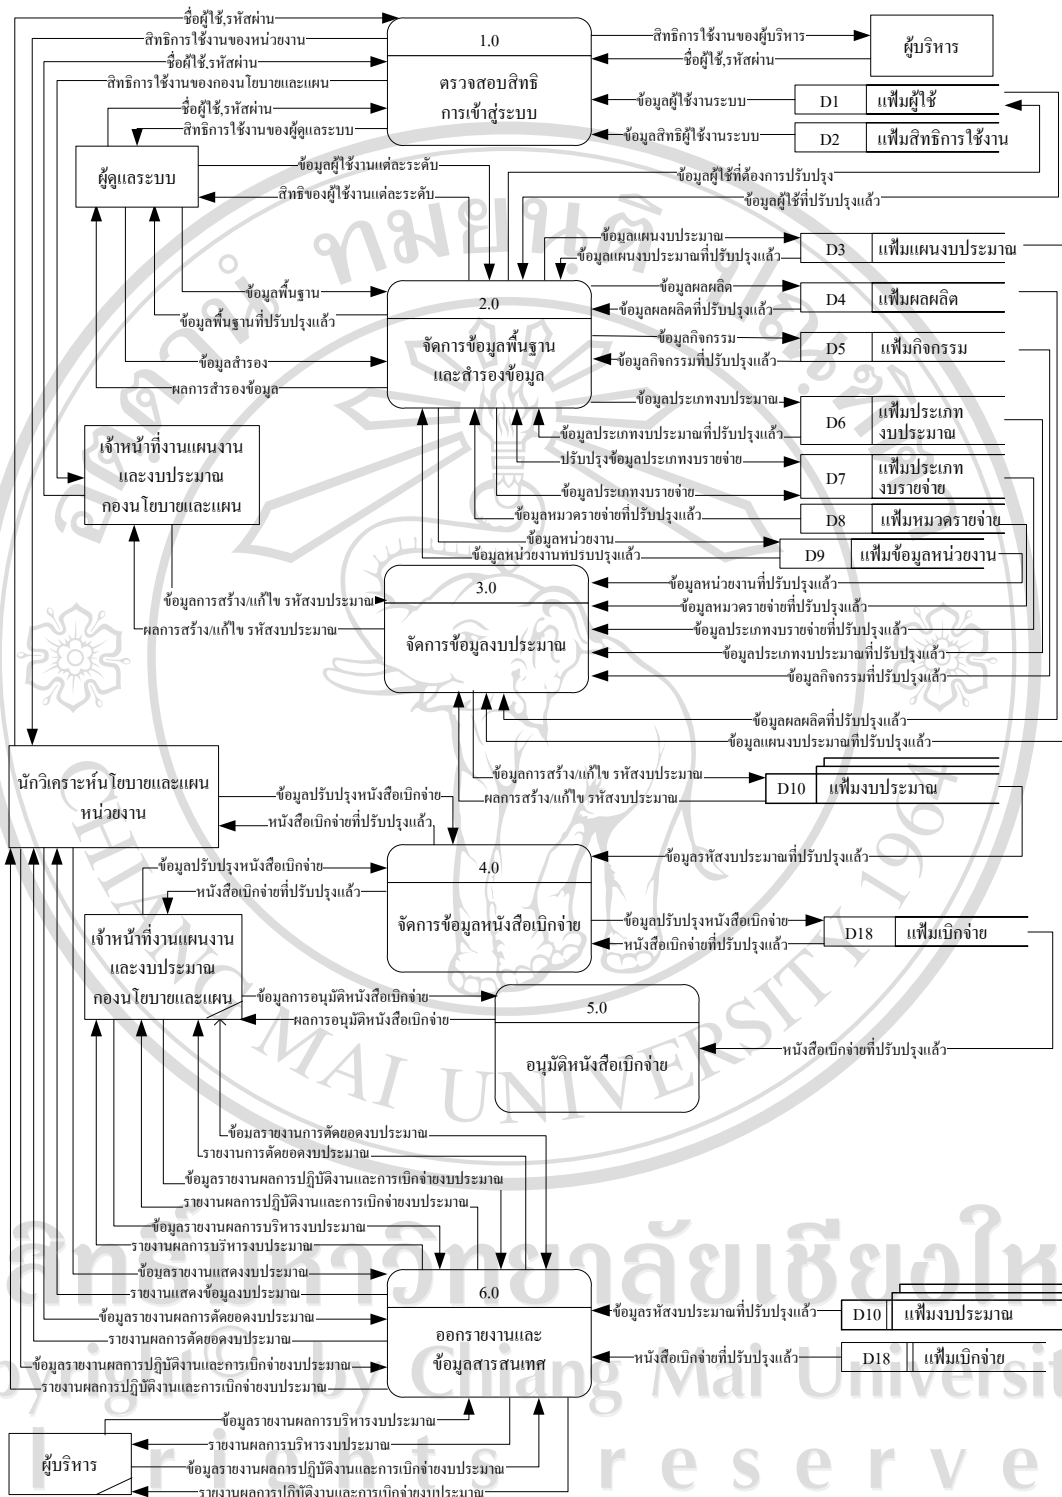 ชื่อผู้ใช้,รหัสผ่าน
สิทธิการใช้งานของหน่วยงาน
ชื่อผู้ใช้,รหัสผ่าน
สิทธิการใช้งานของกองนโยบายและแผน
ชื่อผู้ใช้,รหัสผ่าน
สิทธิการใช้งานของผู้ดูแลระบบ
1.0
ตรวจสอบสิทธิ
การเข้าสู่ระบบ
สิทธิการใช้งานของผู้บริหาร
ชื่อผู้ใช้,รหัสผ่าน
ผู้บริหาร
ข้อมูลผู้ใช้งานระบบ
D1 แฟ้มผู้ใช้
ข้อมูลสิทธิผู้ใช้งานระบบ
D2 แฟ้มสิทธิการใช้งาน
ผู้ดูแลระบบ
ข้อมูลผู้ใช้งานแต่ละระดับ
สิทธิของผู้ใช้งานแต่ละระดับ
ข้อมูลผู้ใช้ที่ต้องการปรับปรุง
ข้อมูลผู้ใช้ที่ปรับปรุงแล้ว
ข้อมูลแผนงบประมาณ
ข้อมูลแผนงบประมาณที่ปรับปรุงแล้ว
D3 แฟ้มแผนงบประมาณ
ข้อมูลพื้นฐาน
ข้อมูลพื้นฐานที่ปรับปรุงแล้ว
ข้อมูลสำรอง
ผลการสำรองข้อมูล
2.0
จัดการข้อมูลพื้นฐาน
และสำรองข้อมูล
ข้อมูลผลผลิต
ข้อมูลผลผลิตที่ปรับปรุงแล้ว
D4 แฟ้มผลผลิต
ข้อมูลกิจกรรม
ข้อมูลกิจกรรมที่ปรับปรุงแล้ว
D5 แฟ้มกิจกรรม
ข้อมูลประเภทงบประมาณ
ข้อมูลประเภทงบประมาณที่ปรับปรุงแล้ว
D6 แฟ้มประเภท
งบประมาณ
ปรับปรุงข้อมูลประเภทงบรายจ่าย
ข้อมูลประเภทงบรายจ่าย
D7 แฟ้มประเภท
งบรายจ่าย
ข้อมูลหมวดรายจ่ายที่ปรับปรุงแล้ว
D8 แฟ้มหมวดรายจ่าย
ข้อมูลหน่วยงาน
ข้อมูลหน่วยงานที่ปรับปรุงแล้ว
D9 แฟ้มข้อมูลหน่วยงาน
เจ้าหน้าที่งานแผนงาน
และงบประมาณ
กองนโยบายและแผน
ข้อมูลการสร้าง/แก้ไข รหัสงบประมาณ
ผลการสร้าง/แก้ไข รหัสงบประมาณ
3.0
จัดการข้อมูลงบประมาณ
ข้อมูลหน่วยงานที่ปรับปรุงแล้ว
ข้อมูลหมวดรายจ่ายที่ปรับปรุงแล้ว
ข้อมูลประเภทงบรายจ่ายที่ปรับปรุงแล้ว
ข้อมูลประเภทงบประมาณที่ปรับปรุงแล้ว
ข้อมูลกิจกรรมที่ปรับปรุงแล้ว
ข้อมูลผลผลิตที่ปรับปรุงแล้ว
ข้อมูลแผนงบประมาณที่ปรับปรุงแล้ว
ข้อมูลการสร้าง/แก้ไข รหัสงบประมาณ
ผลการสร้าง/แก้ไข รหัสงบประมาณ
D10 แฟ้มงบประมาณ
นักวิเคราะห์นโยบายและแผน
หน่วยงาน
ข้อมูลปรับปรุงหนังสือเบิกจ่าย
หนังสือเบิกจ่ายที่ปรับปรุงแล้ว
ข้อมูลปรับปรุงหนังสือเบิกจ่าย
หนังสือเบิกจ่ายที่ปรับปรุงแล้ว
4.0
จัดการข้อมูลหนังสือเบิกจ่าย
ข้อมูลรหัสงบประมาณที่ปรับปรุงแล้ว
ข้อมูลปรับปรุงหนังสือเบิกจ่าย
หนังสือเบิกจ่ายที่ปรับปรุงแล้ว
D18 แฟ้มเบิกจ่าย
เจ้าหน้าที่งานแผนงาน
และงบประมาณ
กองนโยบายและแผน
ข้อมูลการอนุมัติหนังสือเบิกจ่าย
ผลการอนุมัติหนังสือเบิกจ่าย
5.0
อนุมัติหนังสือเบิกจ่าย
หนังสือเบิกจ่ายที่ปรับปรุงแล้ว
ข้อมูลรายงานการตัดยอดงบประมาณ
รายงานการตัดยอดงบประมาณ
ข้อมูลรายงานผลการปฏิบัติงานและการเบิกจ่ายงบประมาณ
รายงานผลการปฏิบัติงานและการเบิกจ่ายงบประมาณ
ข้อมูลรายงานผลการบริหารงบประมาณ
รายงานผลการบริหารงบประมาณ
ข้อมูลรายงานแสดงงบประมาณ
รายงานแสดงข้อมูลงบประมาณ
ข้อมูลรายงานผลการตัดยอดงบประมาณ
รายงานผลการตัดยอดงบประมาณ
ข้อมูลรายงานผลการปฏิบัติงานและการเบิกจ่ายงบประมาณ
รายงานผลการปฏิบัติงานและการเบิกจ่ายงบประมาณ
6.0
ออกรายงานและ
ข้อมูลสารสนเทศ
ข้อมูลรหัสงบประมาณที่ปรับปรุงแล้ว
D10 แฟ้มงบประมาณ
หนังสือเบิกจ่ายที่ปรับปรุงแล้ว
D18 แฟ้มเบิกจ่าย
ผู้บริหาร
ข้อมูลรายงานผลการบริหารงบประมาณ
รายงานผลการบริหารงบประมาณ
ข้อมูลรายงานผลการปฏิบัติงานและการเบิกจ่ายงบประมาณ
รายงานผลการปฏิบัติงานและการเบิกจ่ายงบประมาณ
CHIANG MAI UNIVERSITY 1964
by Chiang Mai Universit
rights reserve